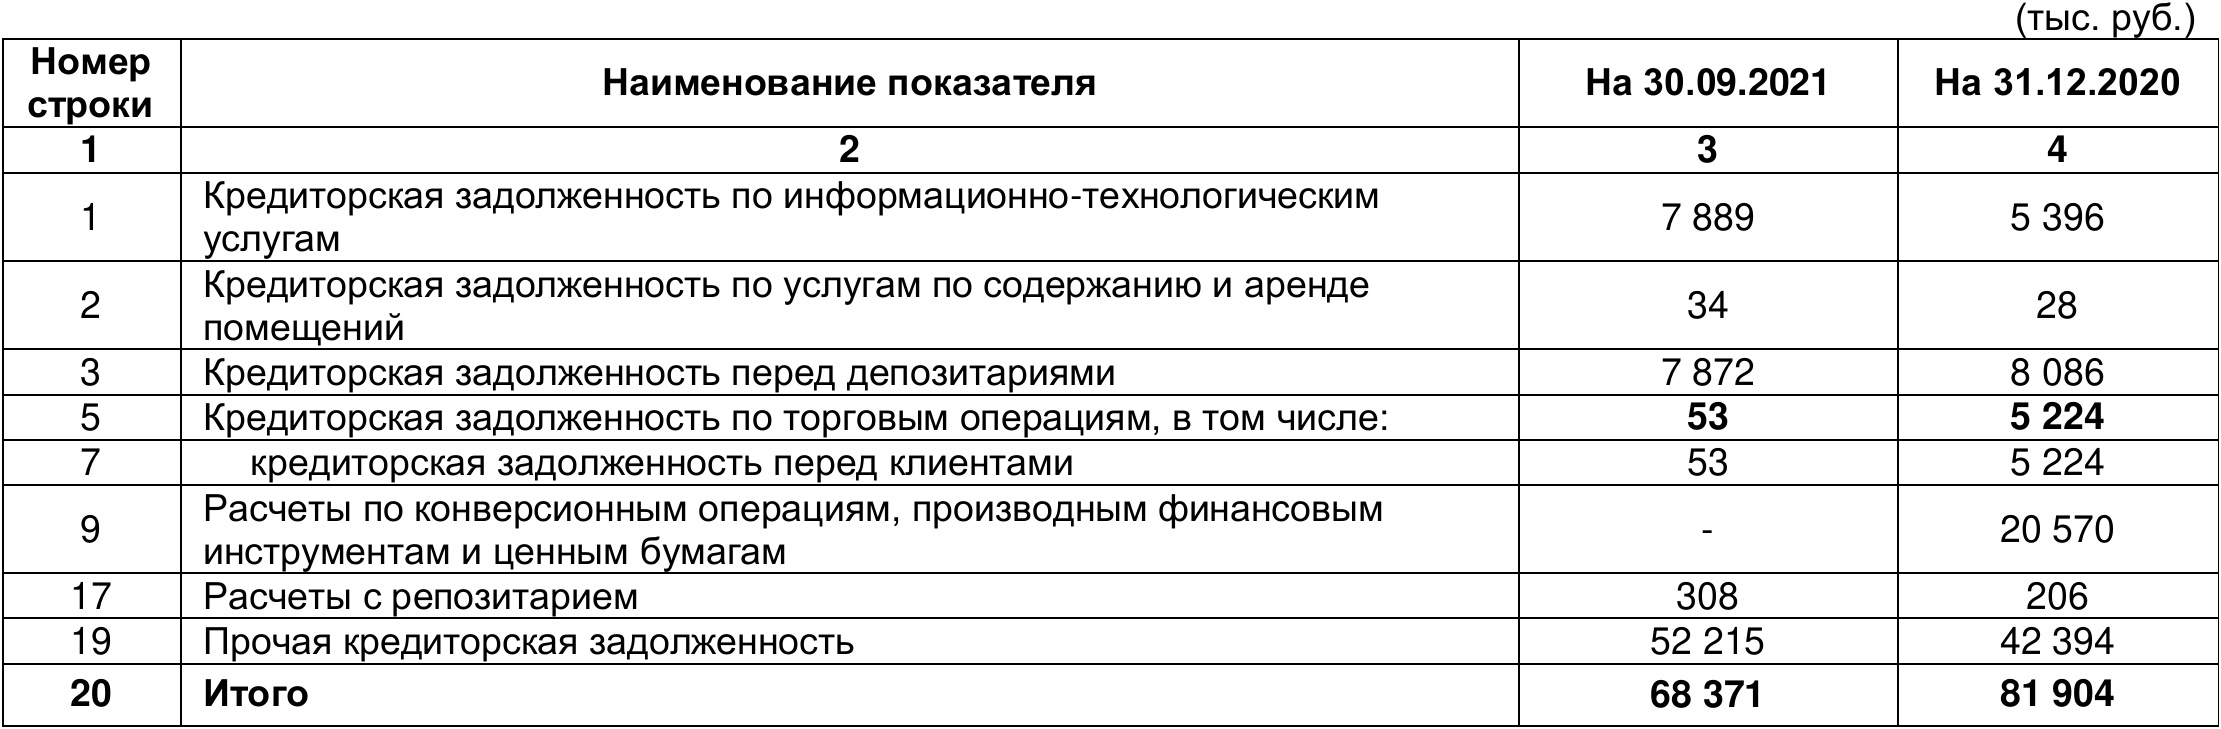 (тыс. руб.)
Номер строки Наименование показателя На 30.09.2021 На 31.12.2020
1 2 3 4
1 Кредиторская задолженность по информационно-технологическим услугам 7 889 5 396
2 Кредиторская задолженность по услугам по содержанию и аренде помещений 34 28
3 Кредиторская задолженность перед депозитариями 7 872 8 086
5 Кредиторская задолженность по торговым операциям, в том числе: 53 5 224
7 кредиторская задолженность перед клиентами 53 5 224
9 Расчеты по конверсионным операциям, производным финансовым инструментам и ценным бумагам - 20 570
17 Расчеты с репозитарием 308 206
19 Прочая кредиторская задолженность 52 215 42 394
20 Итого 68 371 81 904